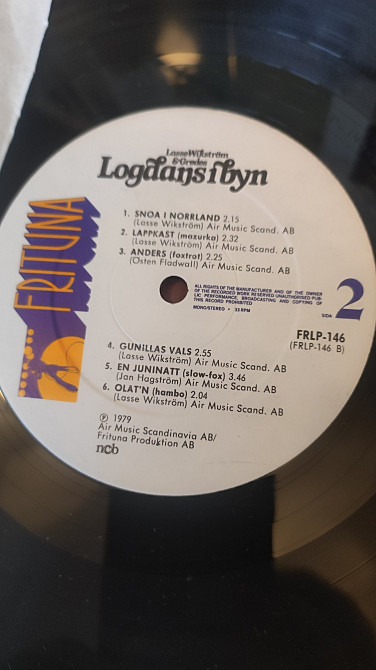 Lasse Wikström
& Grodes
Logdans i byn
FRITUNA
1. SNOA I NORRLAND 2.15
(Lasse Wikström) Air Music Scand. AB
2. LAPPKAST (mazurka) 2.32
(Lasse Wikström) Air Music Scand. AB
3. ANDERS (foxtrot) 2.25
(Östen Fladwall) Air Music Scand. AB
ALL RIGHTS OF THE MANUFACTURER AND OF THE OWNER
OF THE RECORDED WORK RESERVED UNAUTHORISED PUB-
LIC PERFORMANCE, BROADCASTING AND COPYING OF
THIS RECORD PROHIBITED
MONO/STEREO • 33 RPM
SIDA 2
FRLP-146
(FRLP-146 B)
4. GUNILLAS VALS 2.55
(Lasse Wikström) Air Music Scand. AB
5. EN JUNINATT (slow-fox) 3.46
(Jan Hagström) Air Music Scand. AB
6. OLAT'N (hambo) 2.04
(Lasse Wikström) Air Music Scand. AB
℗ 1979
Air Music Scandinavia AB/
Frituna Produktion AB
ncb